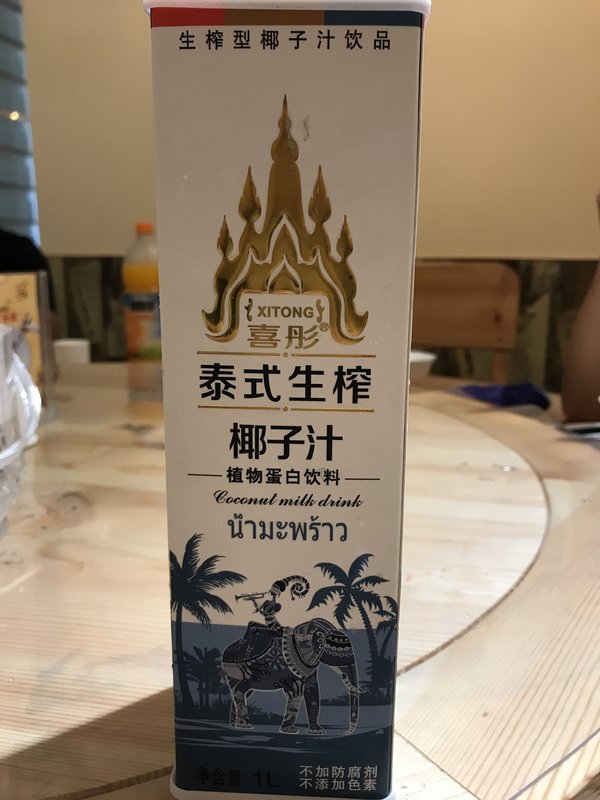 生榨型椰子汁饮品
XITONG
喜彤®
泰式生榨
椰子汁
植物蛋白饮料
Coconut milk drink
น้ำมะพร้าว
净含量:1L
不加防腐剂
不添加色素